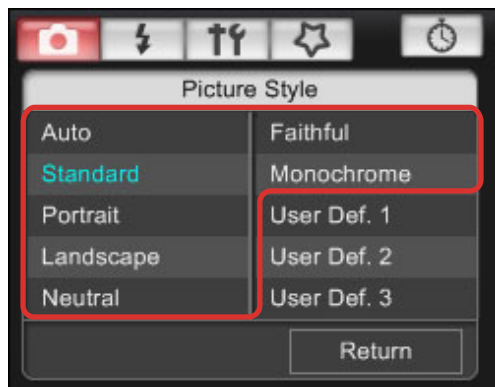 Picture Style
Auto
Standard
Portrait
Landscape
Neutral
Faithful
Monochrome
User Def. 1
User Def. 2
User Def. 3
Return